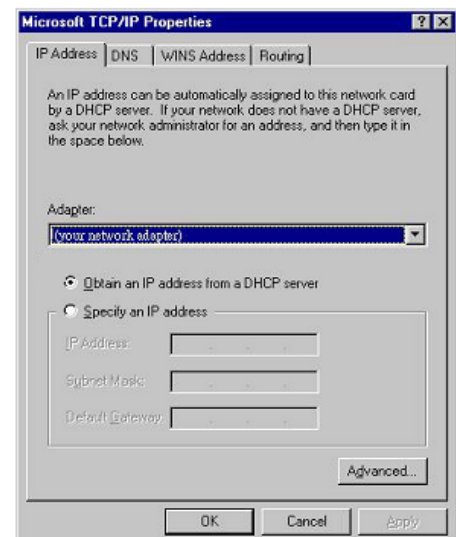 Microsoft TCP/IP Properties
IP Address DNS WINS Address Routing
An IP address can be automatically assigned to this network card
by a DHCP server. If your network does not have a DHCP server,
ask your network administrator for an address, and then type it in
the space below.
Adapter:
(your network adapter)
Obtain an IP address from a DHCP server
Specify an IP address
IP Address:
Subnet Mask:
Default Gateway:
Advanced...
OK Cancel Apply